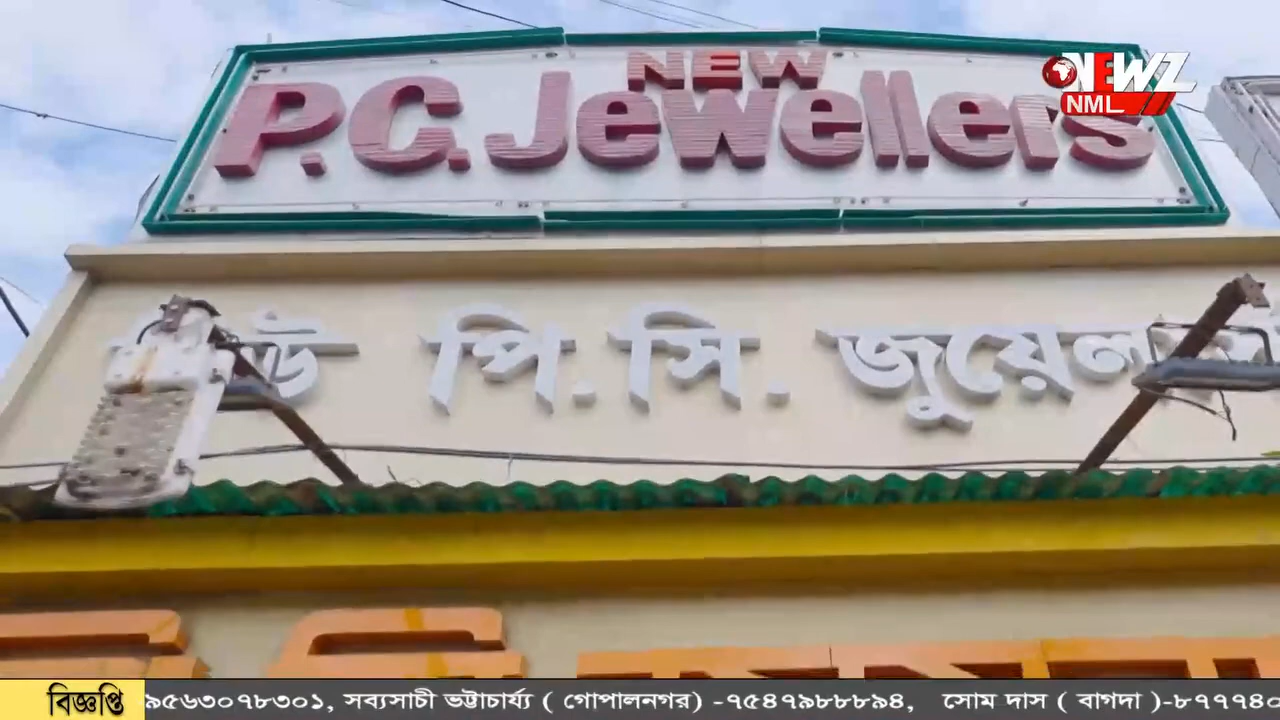 NEW
P.C. Jewellers
NEWZ
NML
উ পি.সি. জুয়েল
বিজ্ঞপ্তি
৯৫৬৩০৭৮৩০১, সব্যসাচী ভট্টাচার্য্য ( গোপালনগর) -৭৫৪৭৯৮৮৮৯৪, সোম দাস ( বাগদা )-৮৭৭৭৪০